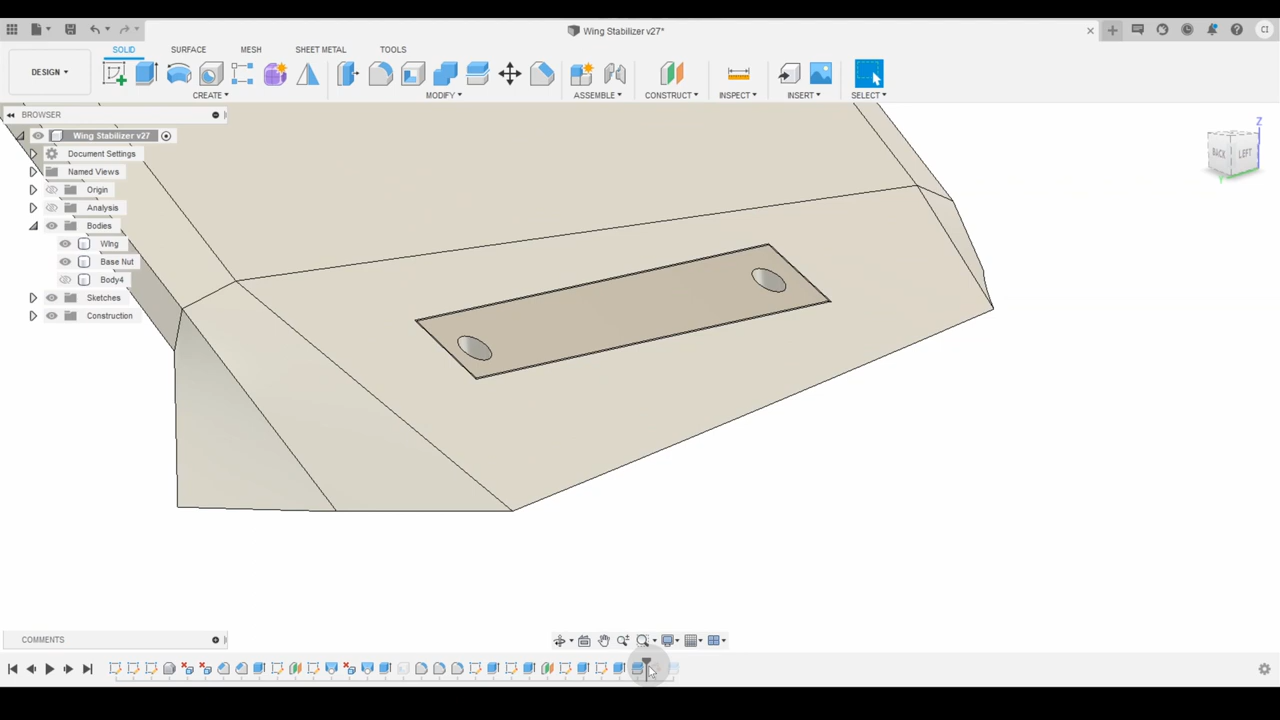 Wing Stabilizer v27*
CI
SOLID
SURFACE
MESH
SHEET METAL
TOOLS
DESIGN
CREATE
MODIFY
ASSEMBLE
CONSTRUCT
INSPECT
INSERT
SELECT
BROWSER
Wing Stabilizer v27
Document Settings
Named Views
Origin
Analysis
Bodies
Wing
Base Nut
Body4
Sketches
Construction
Z
BACK
LEFT
Y
COMMENTS